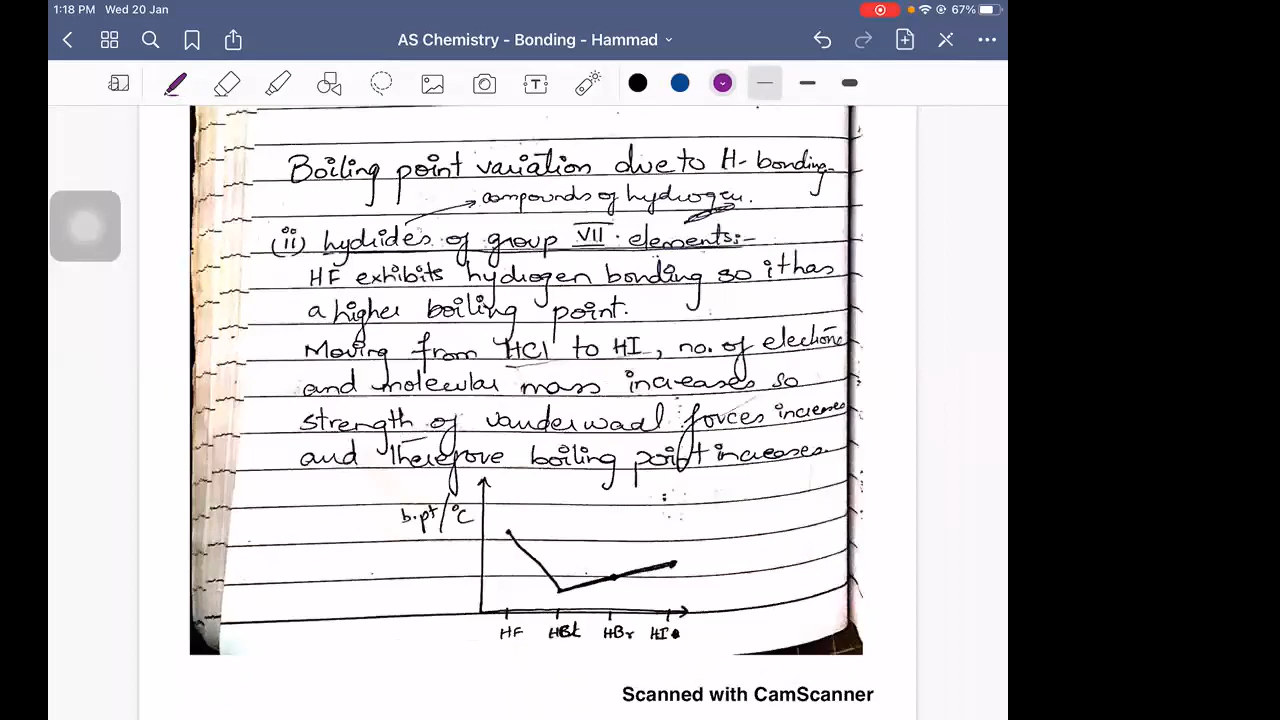 1:18 PM Wed 20 Jan
67%
AS Chemistry - Bonding - Hammad
Boiling point variation due to H- bonding
compounds of hydrogen.
(ii) hydrides of group VII elements:-
HF exhibits hydrogen bonding so it has
a higher boiling point.
Moving from HCl to HI, no. of electrons
and molecular mass increases so
strength of vanderwaal forces increases
and therefore boiling point increases.
b.pt/°C
HF HBr HI
Scanned with CamScanner